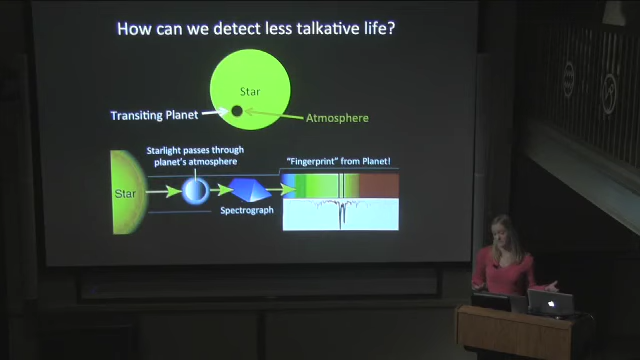 How can we detect less talkative life?
Star
Transiting Planet
Atmosphere
Starlight passes through
planet's atmosphere
"Fingerprint" from Planet!
Star
Spectrograph